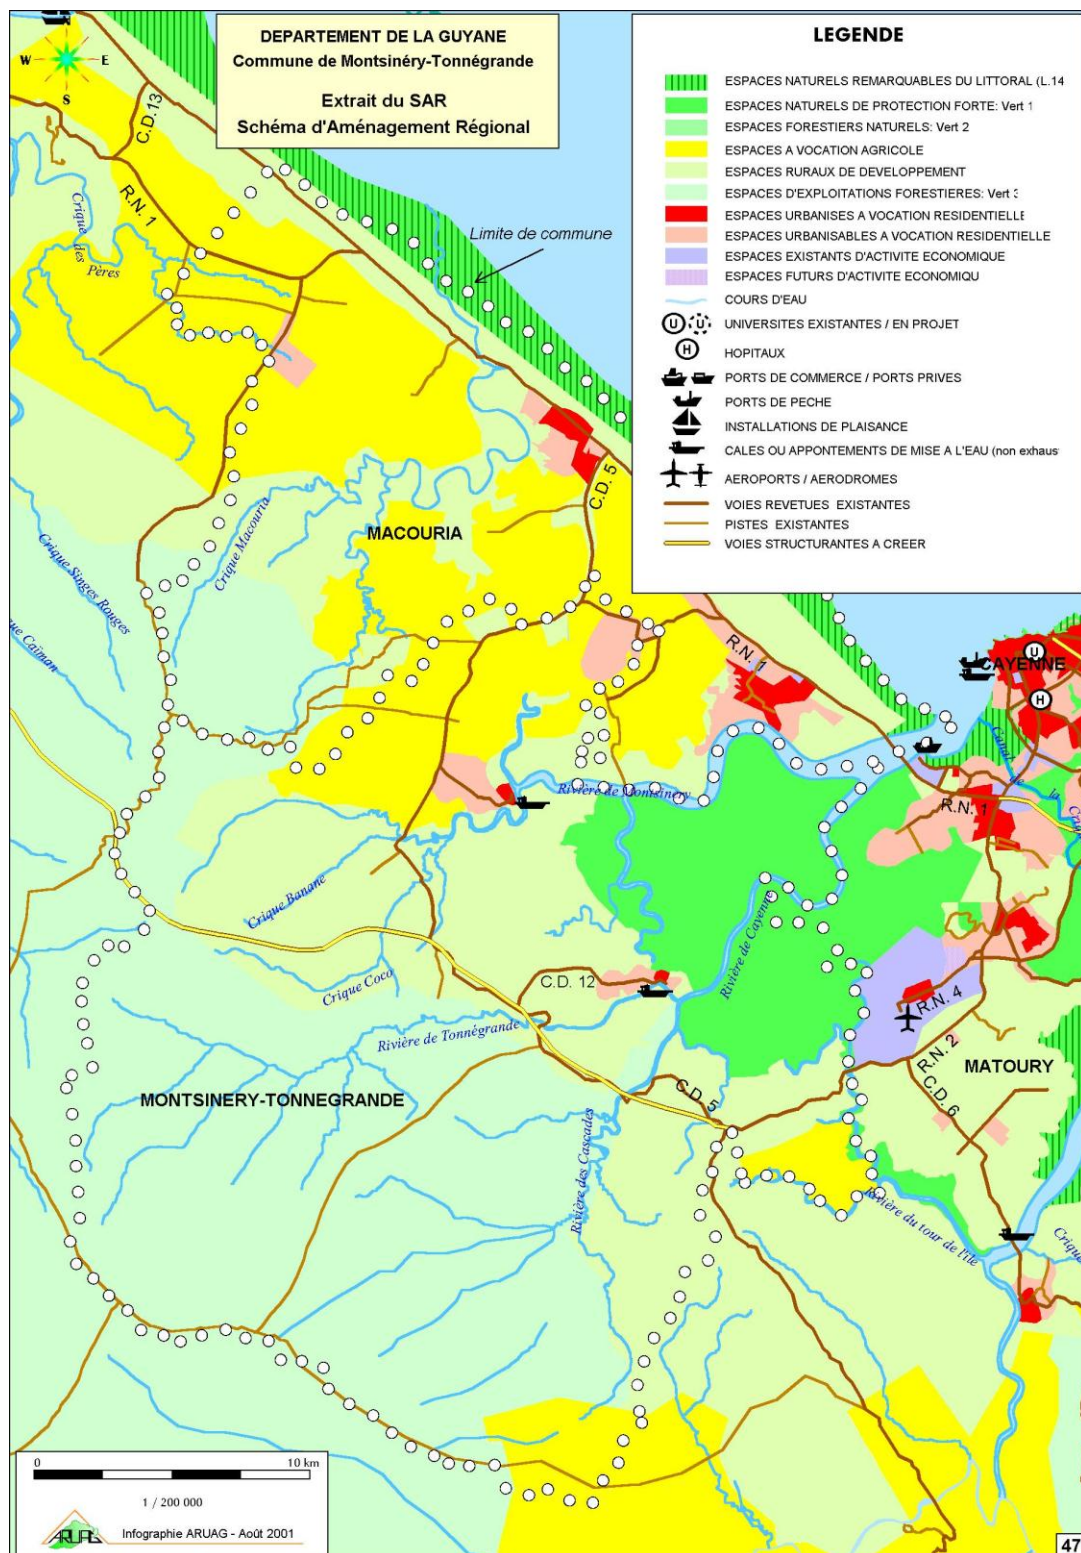 DEPARTEMENT DE LA GUYANE
Commune de Montsinéry-Tonnégrande
Extrait du SAR
Schéma d'Aménagement Régional
W E
S
LEGENDE
ESPACES NATURELS REMARQUABLES DU LITTORAL (L.14
ESPACES NATURELS DE PROTECTION FORTE: Vert 1
ESPACES FORESTIERS NATURELS: Vert 2
ESPACES A VOCATION AGRICOLE
ESPACES RURAUX DE DEVELOPPEMENT
ESPACES D'EXPLOITATIONS FORESTIERES: Vert 3
ESPACES URBANISES A VOCATION RESIDENTIELLE
ESPACES URBANISABLES A VOCATION RESIDENTIELLE
ESPACES EXISTANTS D'ACTIVITE ECONOMIQUE
ESPACES FUTURS D'ACTIVITE ECONOMIQU
COURS D'EAU
U U UNIVERSITES EXISTANTES / EN PROJET
H HOPITAUX
PORTS DE COMMERCE / PORTS PRIVES
PORTS DE PECHE
INSTALLATIONS DE PLAISANCE
CALES OU APPONTEMENTS DE MISE A L'EAU (non exhaus
AEROPORTS / AERODROMES
VOIES REVETUES EXISTANTES
PISTES EXISTANTES
VOIES STRUCTURANTES A CREER
C.D.13
R.N. 1
Crique des
Pères
Limite de commune
C.D. 5
MACOURIA
Crique Macouria
Crique Singes Rouges
que Caïman
R.N. 1
U
CAYENNE
H
Canal de la Criq
Rivière de Montsinery
R.N. 1
Crique Banane
Rivière de Cayenne
Crique Coco
C.D. 12
R.N. 4
Rivière de Tonnégrande
R.N. 2
MATOURY
C.D. 5
C.D. 6
MONTSINERY-TONNEGRANDE
Rivière des Cascades
Rivière du tour de l'île
Crique
0 10 km
1 / 200 000
ARUAG
Infographie ARUAG - Août 2001
47